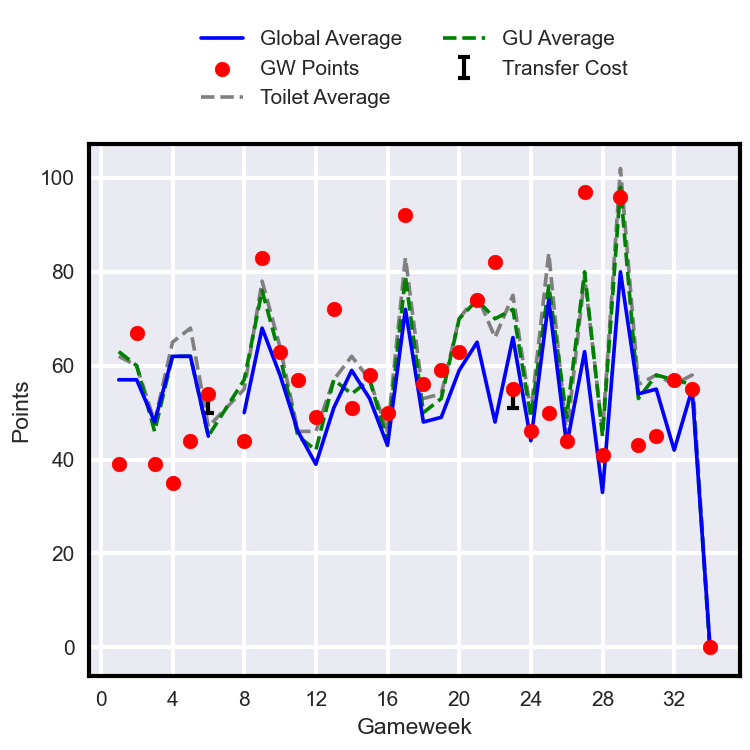 Global Average
GW Points
Toilet Average
GU Average
Transfer Cost
Points
100
80
60
40
20
0
0 4 8 12 16 20 24 28 32
Gameweek